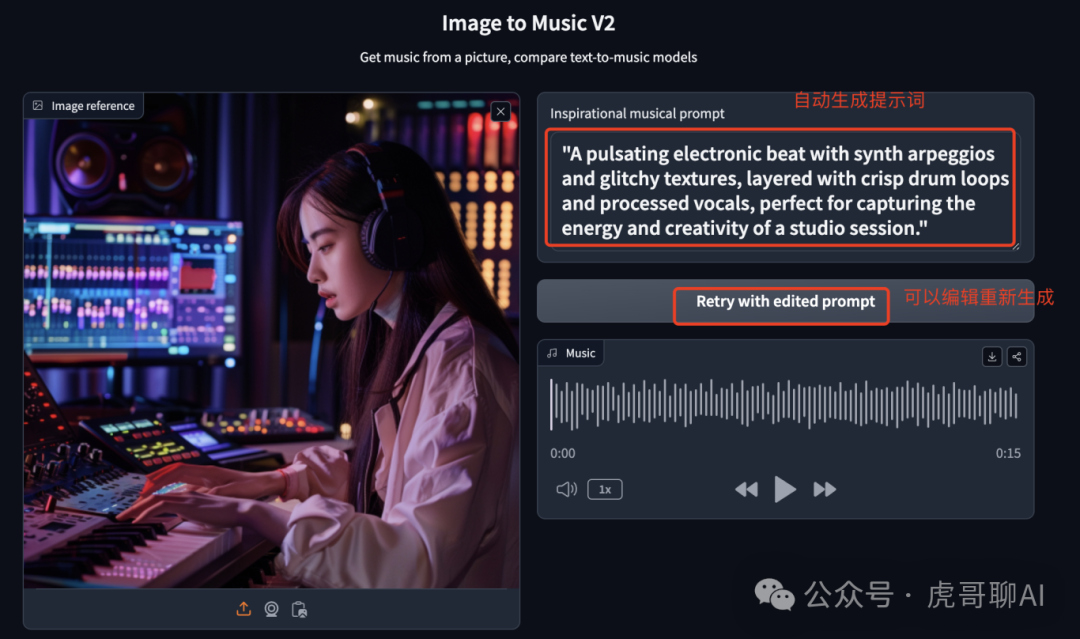 Image to Music V2
Get music from a picture, compare text-to-music models
Image reference
自动生成提示词
Inspirational musical prompt
"A pulsating electronic beat with synth arpeggios
and glitchy textures, layered with crisp drum loops
and processed vocals, perfect for capturing the
energy and creativity of a studio session."
Retry with edited prompt
可以编辑重新生成
Music
0:00
0:15
1x
公众号 · 虎哥聊AI